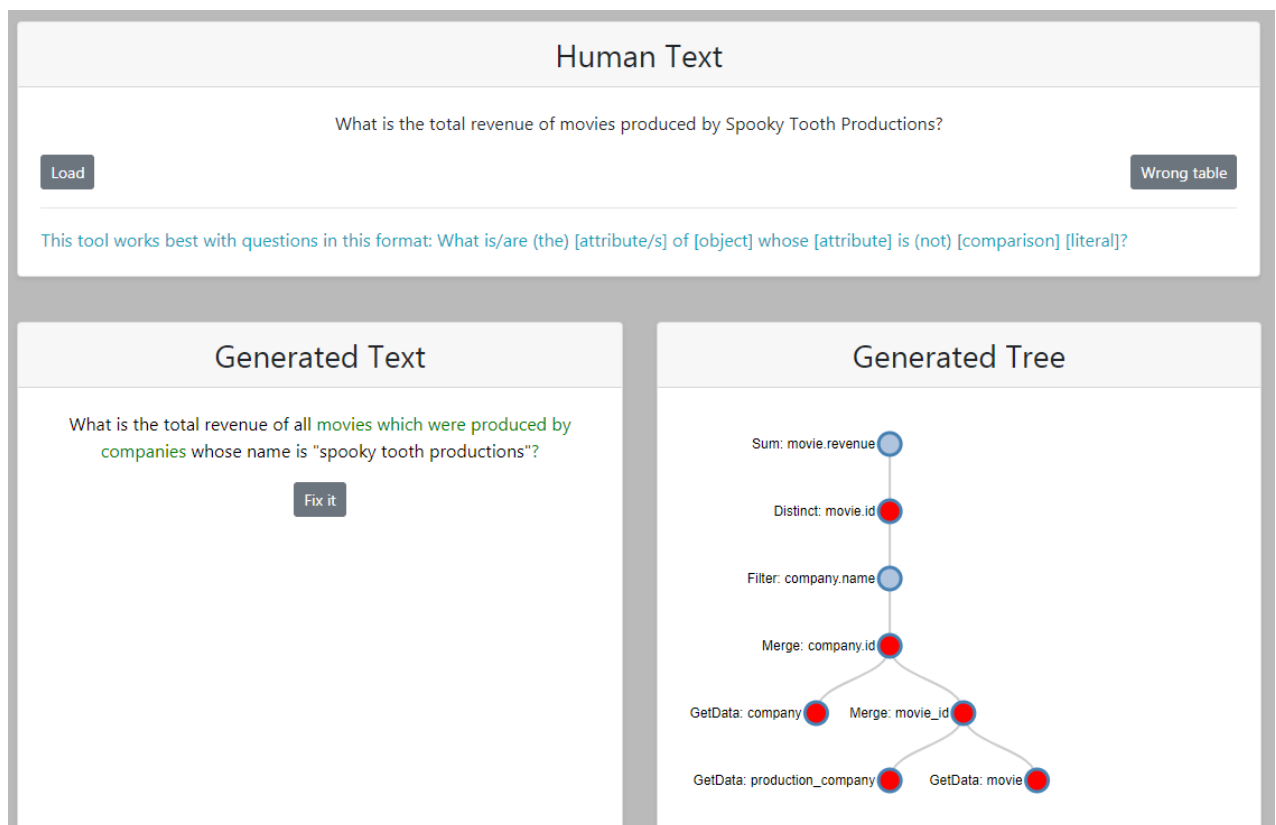 Human Text
What is the total revenue of movies produced by Spooky Tooth Productions?
Load
Wrong table
This tool works best with questions in this format: What is/are (the) [attribute/s] of [object] whose [attribute] is (not) [comparison] [literal]?
Generated Text
What is the total revenue of all movies which were produced by
companies whose name is "spooky tooth productions"?
Fix it
Generated Tree
Sum: movie.revenue
Distinct: movie.id
Filter: company.name
Merge: company.id
GetData: company
Merge: movie_id
GetData: production_company
GetData: movie